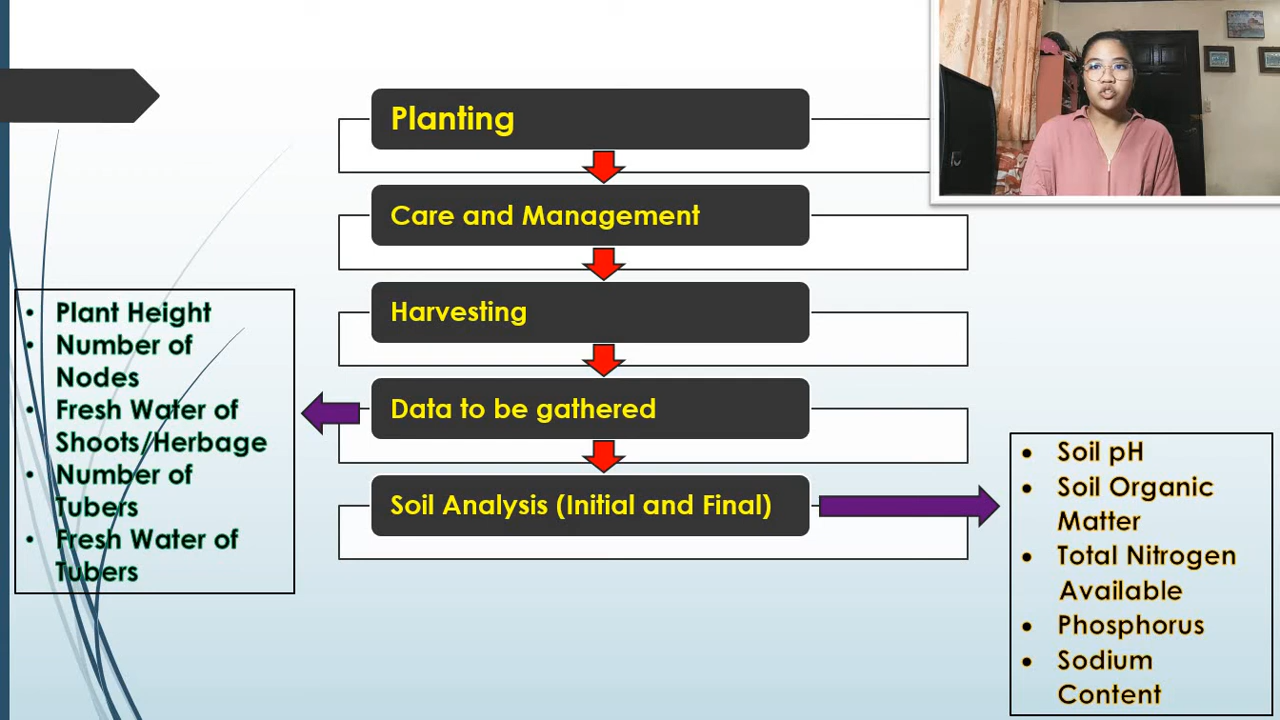 Planting
Care and Management
Harvesting
Data to be gathered
Soil Analysis (Initial and Final)
• Plant Height
• Number of
Nodes
• Fresh Water of
Shoots/Herbage
• Number of
Tubers
• Fresh Water of
Tubers
• Soil pH
• Soil Organic
Matter
• Total Nitrogen
Available
• Phosphorus
• Sodium
Content